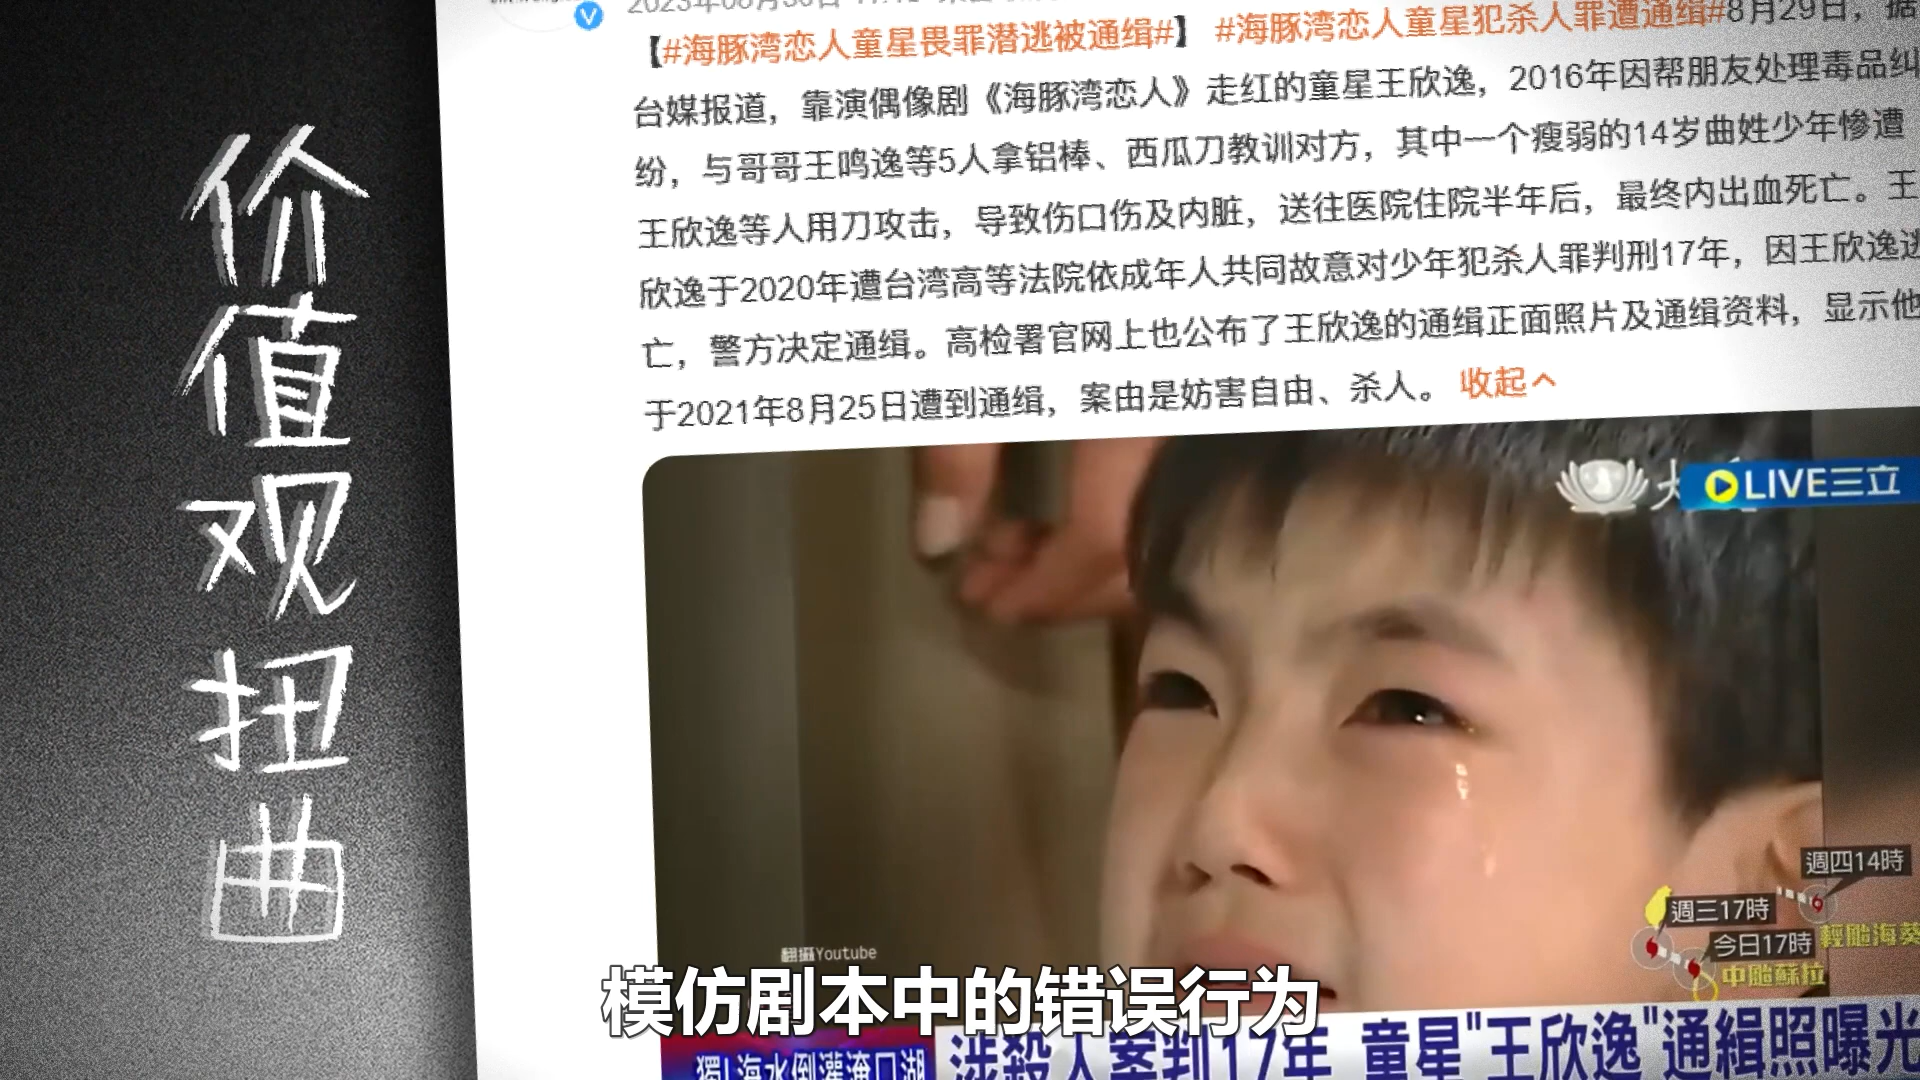 价值观扭曲
【#海豚湾恋人童星畏罪潜逃被通缉#】 #海豚湾恋人童星犯杀人罪遭通缉#8月29日，据
台媒报道，靠演偶像剧《海豚湾恋人》走红的童星王欣逸，2016年因帮朋友处理毒品纠
纷，与哥哥王鸣逸等5人拿铝棒、西瓜刀教训对方，其中一个瘦弱的14岁曲姓少年惨遭
王欣逸等人用刀攻击，导致伤口伤及内脏，送往医院住院半年后，最终内出血死亡。王
欣逸于2020年遭台湾高等法院依成年人共同故意对少年犯杀人罪判刑17年，因王欣逸逃
亡，警方决定通缉。高检署官网上也公布了王欣逸的通缉正面照片及通缉资料，显示他
于2021年8月25日遭到通缉，案由是妨害自由、杀人。 收起
LIVE三立
週四14時
週三17時
今日17時
輕颱海葵
中颱蘇拉
翻攝Youtube
模仿剧本中的错误行为
獨!海水倒灌淹口湖
涉殺人案判17年 童星"王欣逸"通緝照曝光